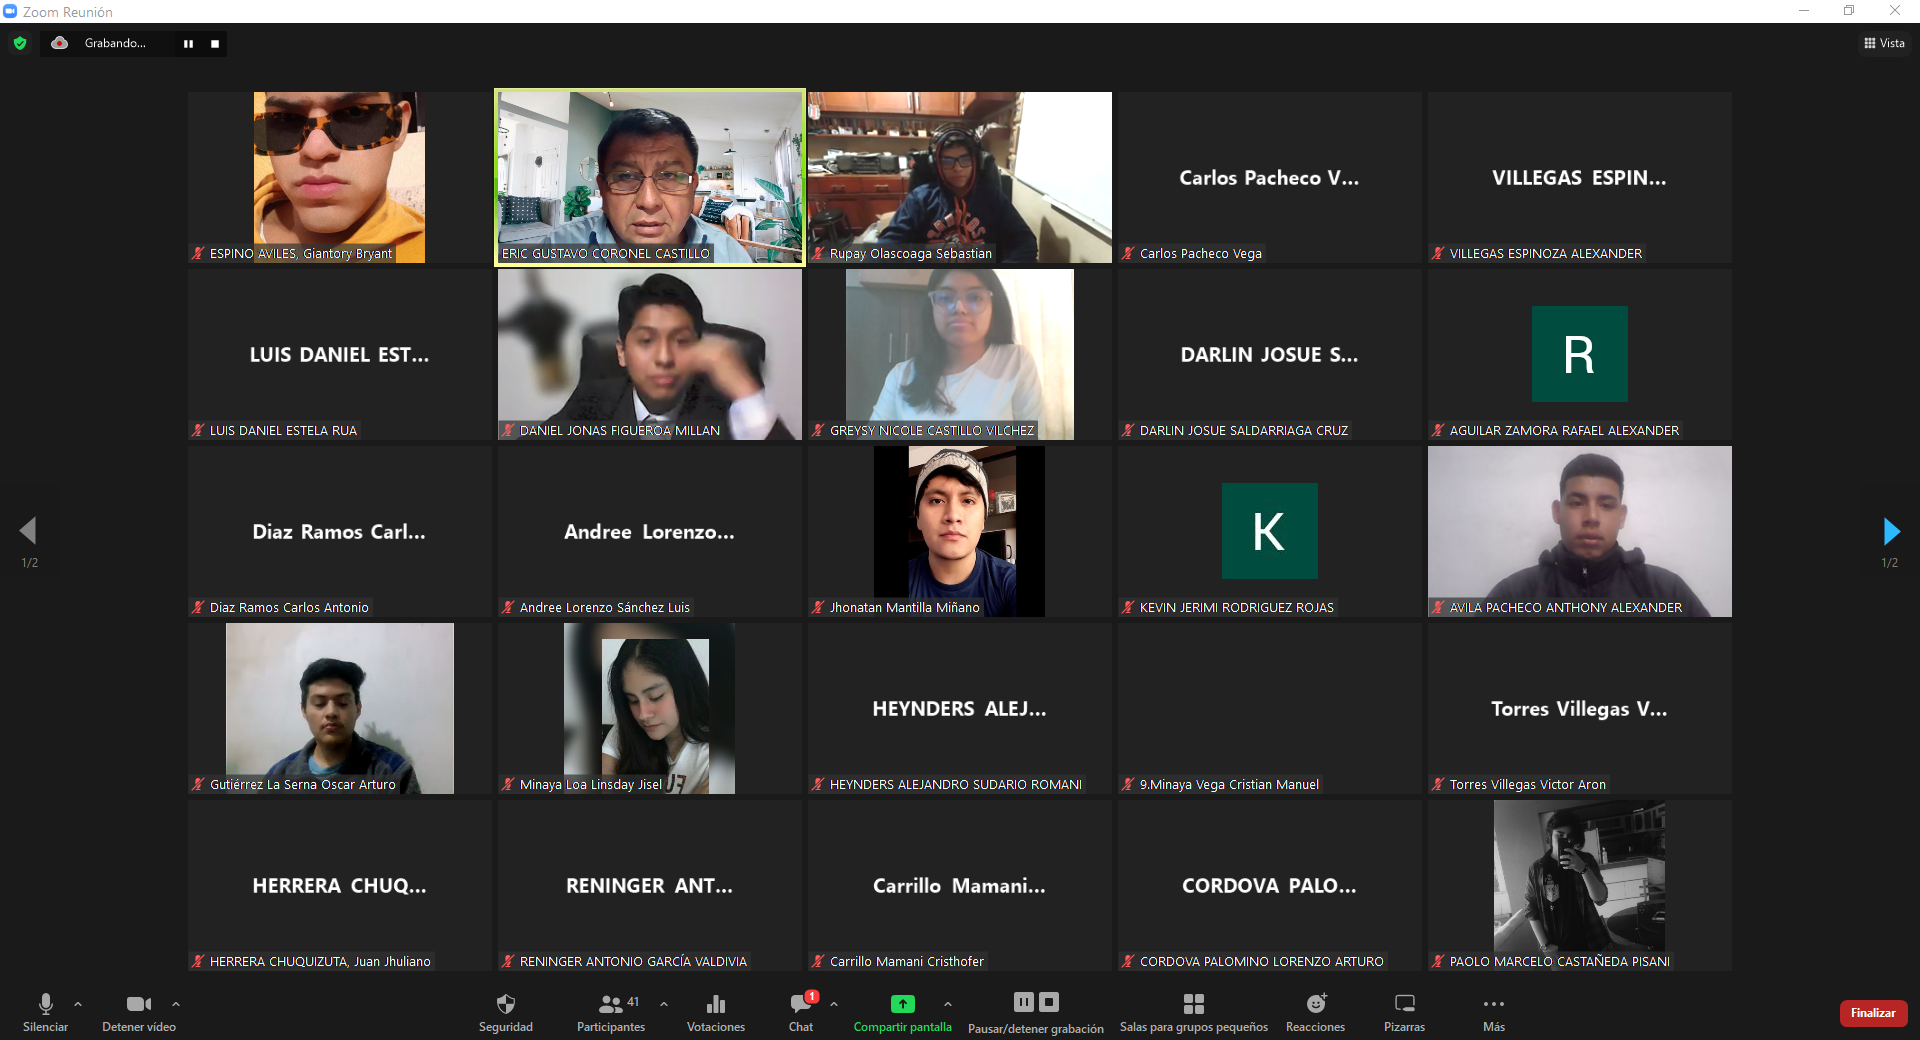 Zoom Reunión
Grabando...
Vista
ESPINO AVILES, Giantory Bryant
ERIC GUSTAVO CORONEL CASTILLO
Rupay Olascoaga Sebastian
Carlos Pacheco V...
Carlos Pacheco Vega
VILLEGAS ESPIN...
VILLEGAS ESPINOZA ALEXANDER
LUIS DANIEL EST...
LUIS DANIEL ESTELA RUA
DANIEL JONAS FIGUEROA MILLAN
GREYSY NICOLE CASTILLO VILCHEZ
DARLIN JOSUE S...
DARLIN JOSUE SALDARRIAGA CRUZ
R
AGUILAR ZAMORA RAFAEL ALEXANDER
1/2
Diaz Ramos Carl...
Diaz Ramos Carlos Antonio
Andree Lorenzo...
Andree Lorenzo Sánchez Luis
Jhonatan Mantilla Miñano
K
KEVIN JERIMI RODRIGUEZ ROJAS
AVILA PACHECO ANTHONY ALEXANDER
1/2
Gutiérrez La Serna Oscar Arturo
Minaya Loa Linsday Jisel
HEYNDERS ALEJ...
HEYNDERS ALEJANDRO SUDARIO ROMANI
9.Minaya Vega Cristian Manuel
Torres Villegas V...
Torres Villegas Victor Aron
HERRERA CHUQ...
HERRERA CHUQUIZUTA, Juan Jhuliano
RENINGER ANT...
RENINGER ANTONIO GARCÍA VALDIVIA
Carrillo Mamani...
Carrillo Mamani Cristhofer
CORDOVA PALO...
CORDOVA PALOMINO LORENZO ARTURO
PAOLO MARCELO CASTAÑEDA PISANI
Silenciar
Detener vídeo
Seguridad
41
Participantes
Votaciones
1
Chat
Compartir pantalla
Pausar/detener grabación
Salas para grupos pequeños
Reacciones
Pizarras
Más
Finalizar